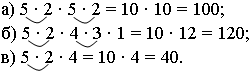 а) 5 · 2 · 5 · 2 = 10 · 10 = 100;
б) 5 · 2 · 4 · 3 · 1 = 10 · 12 = 120;
в) 5 · 2 · 4 = 10 · 4 = 40.